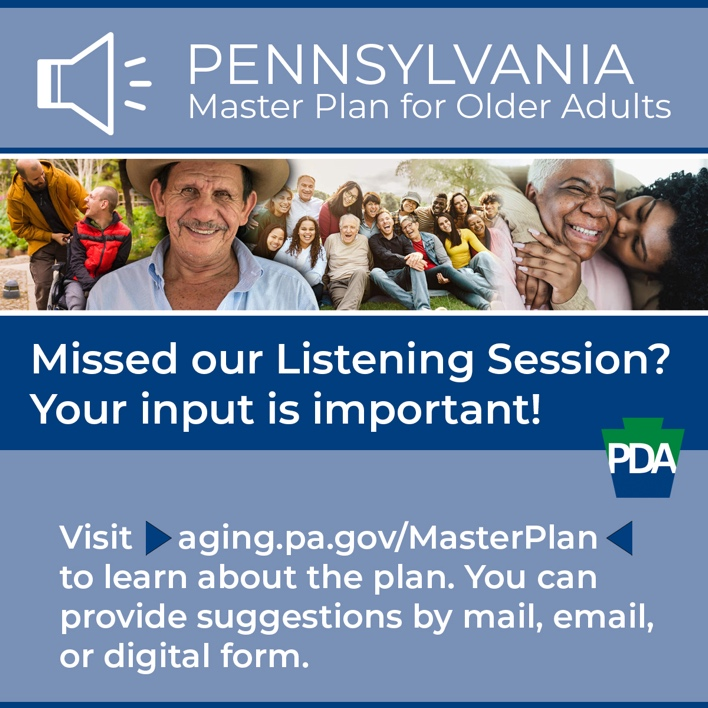 PENNSYLVANIA
Master Plan for Older Adults
Missed our Listening Session?
Your input is important!
PDA
Visit aging.pa.gov/MasterPlan
to learn about the plan. You can
provide suggestions by mail, email,
or digital form.